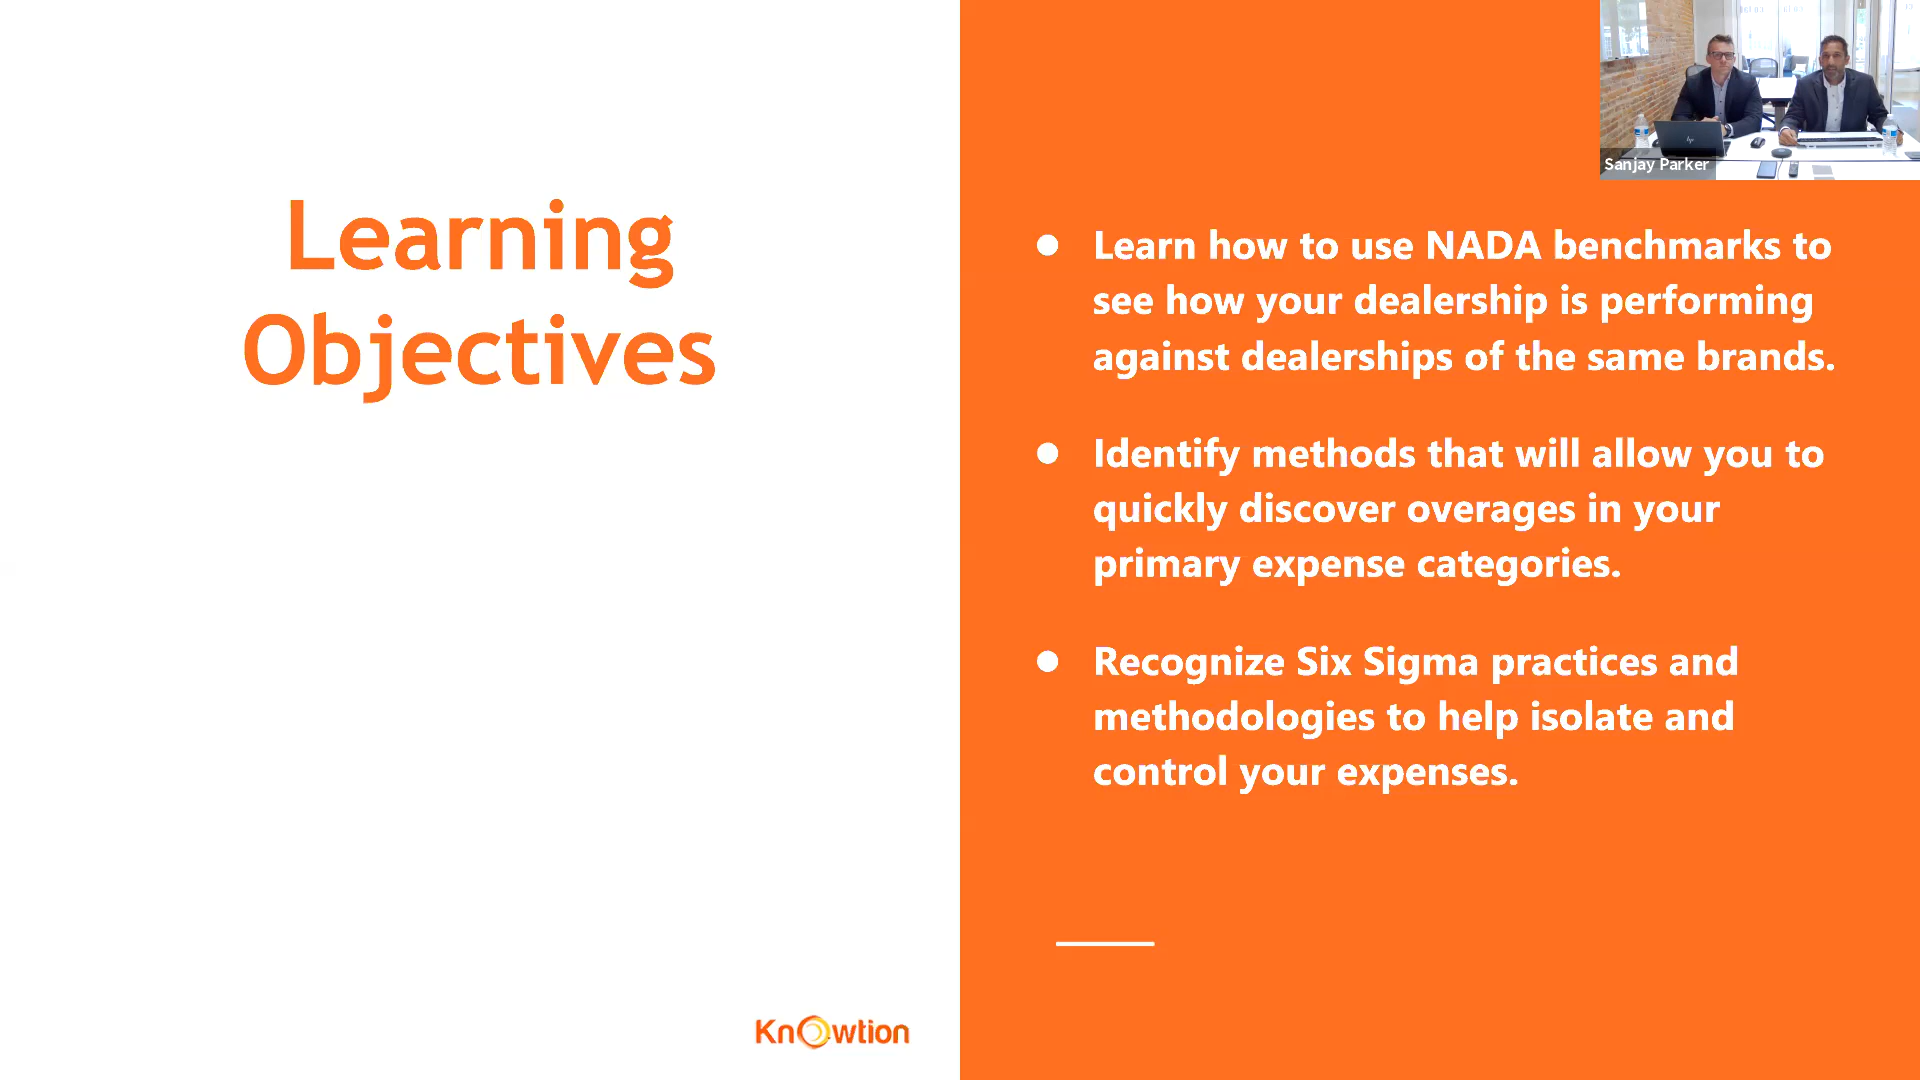 Sanjay Parker
Learning
Objectives
● Learn how to use NADA benchmarks to
see how your dealership is performing
against dealerships of the same brands.
● Identify methods that will allow you to
quickly discover overages in your
primary expense categories.
● Recognize Six Sigma practices and
methodologies to help isolate and
control your expenses.
KnOwtion